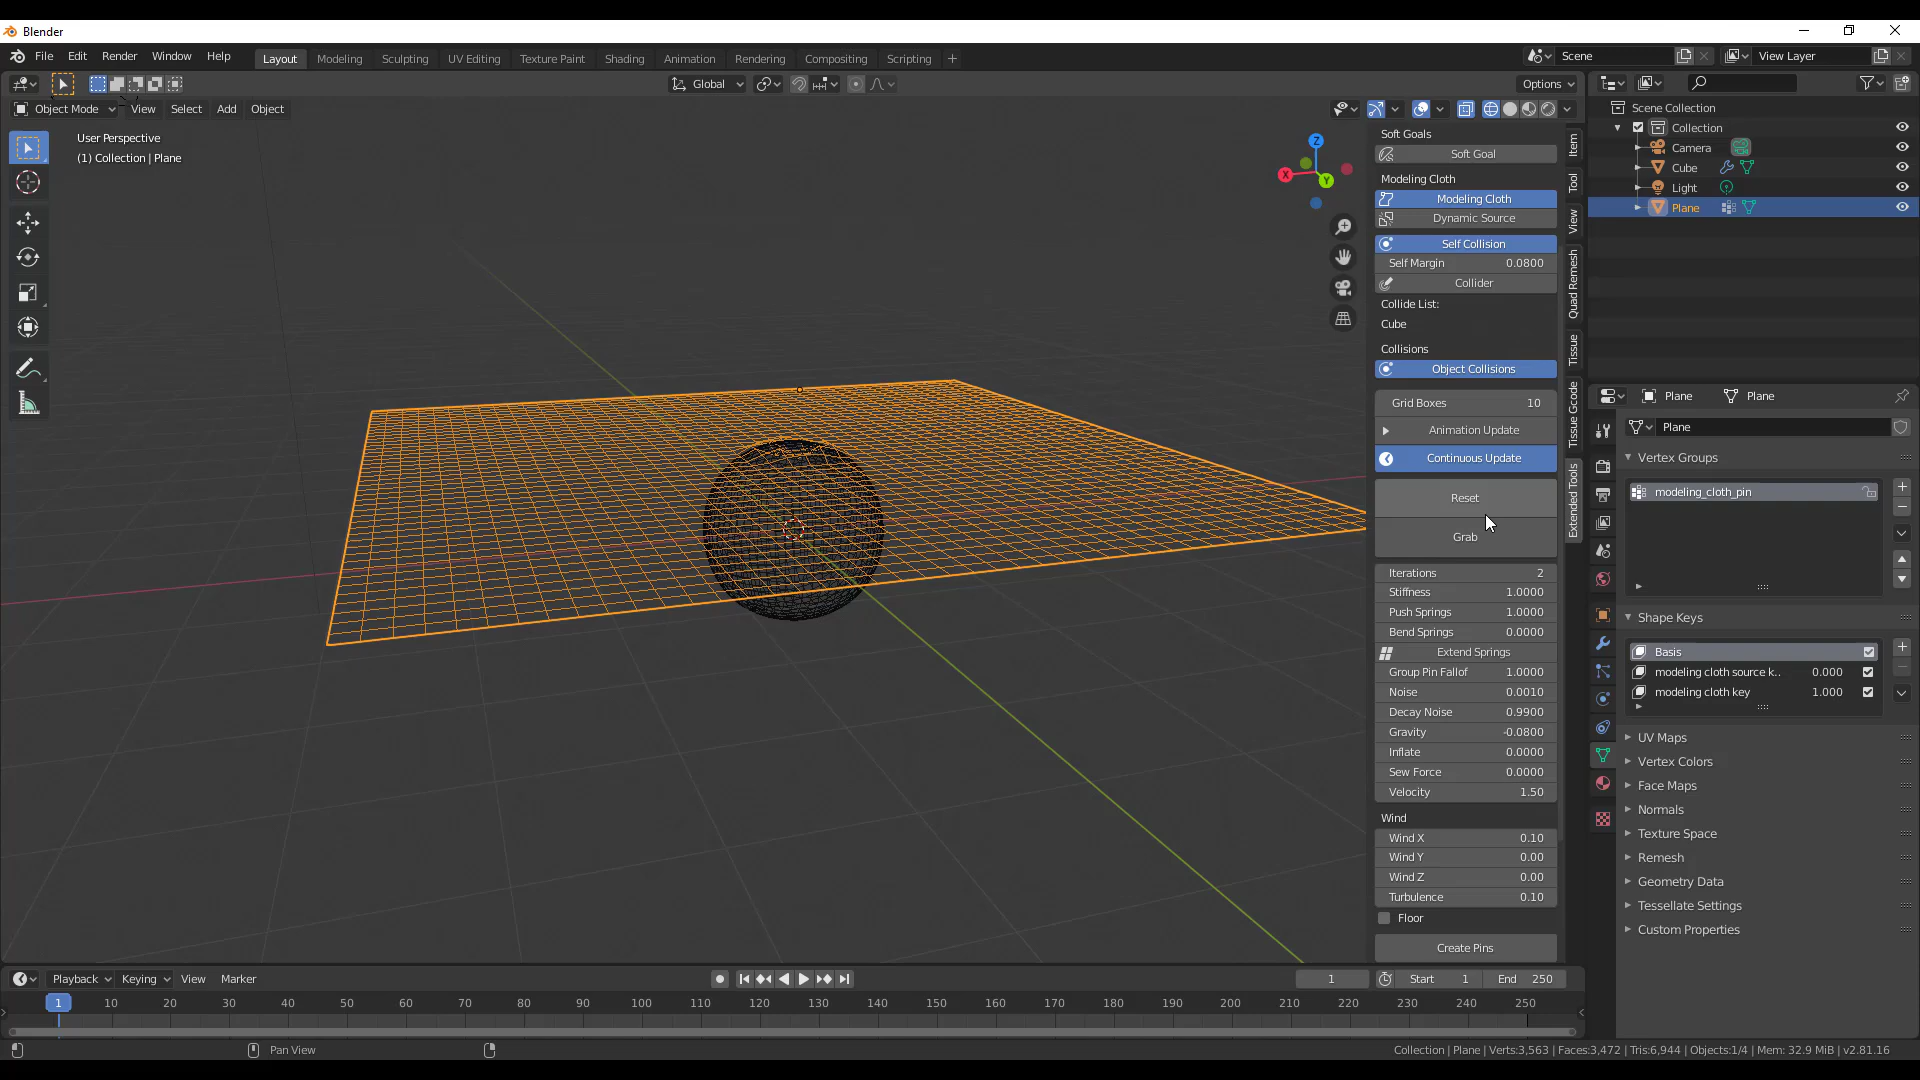 Blender
File Edit Render Window Help
Layout Modeling Sculpting UV Editing Texture Paint Shading Animation Rendering Compositing Scripting +
Scene
View Layer
Global
Options
Object Mode View Select Add Object
User Perspective
(1) Collection | Plane
Z
X
Y
Soft Goals
Soft Goal
Modeling Cloth
Modeling Cloth
Dynamic Source
Self Collision
Self Margin 0.0800
Collider
Collide List:
Cube
Collisions
Object Collisions
Grid Boxes 10
Animation Update
Continuous Update
Reset
Grab
Iterations 2
Stiffness 1.0000
Push Springs 1.0000
Bend Springs 0.0000
Extend Springs
Group Pin Fallof 1.0000
Noise 0.0010
Decay Noise 0.9900
Gravity -0.0800
Inflate 0.0000
Sew Force 0.0000
Velocity 1.50
Wind
Wind X 0.10
Wind Y 0.00
Wind Z 0.00
Turbulence 0.10
Floor
Create Pins
Item
Tool
View
Quad Remesh
Tissue
Tissue Gcode
Extended Tools
Scene Collection
Collection
Camera
Cube
Light
Plane
Plane Plane
Plane
Vertex Groups
modeling_cloth_pin
Shape Keys
Basis
modeling cloth source k.. 0.000
modeling cloth key 1.000
UV Maps
Vertex Colors
Face Maps
Normals
Texture Space
Remesh
Geometry Data
Tessellate Settings
Custom Properties
Playback Keying View Marker
1 Start 1 End 250
1 10 20 30 40 50 60 70 80 90 100 110 120 130 140 150 160 170 180 190 200 210 220 230 240 250
Pan View
Collection | Plane | Verts:3,563 | Faces:3,472 | Tris:6,944 | Objects:1/4 | Mem: 32.9 MiB | v2.81.16